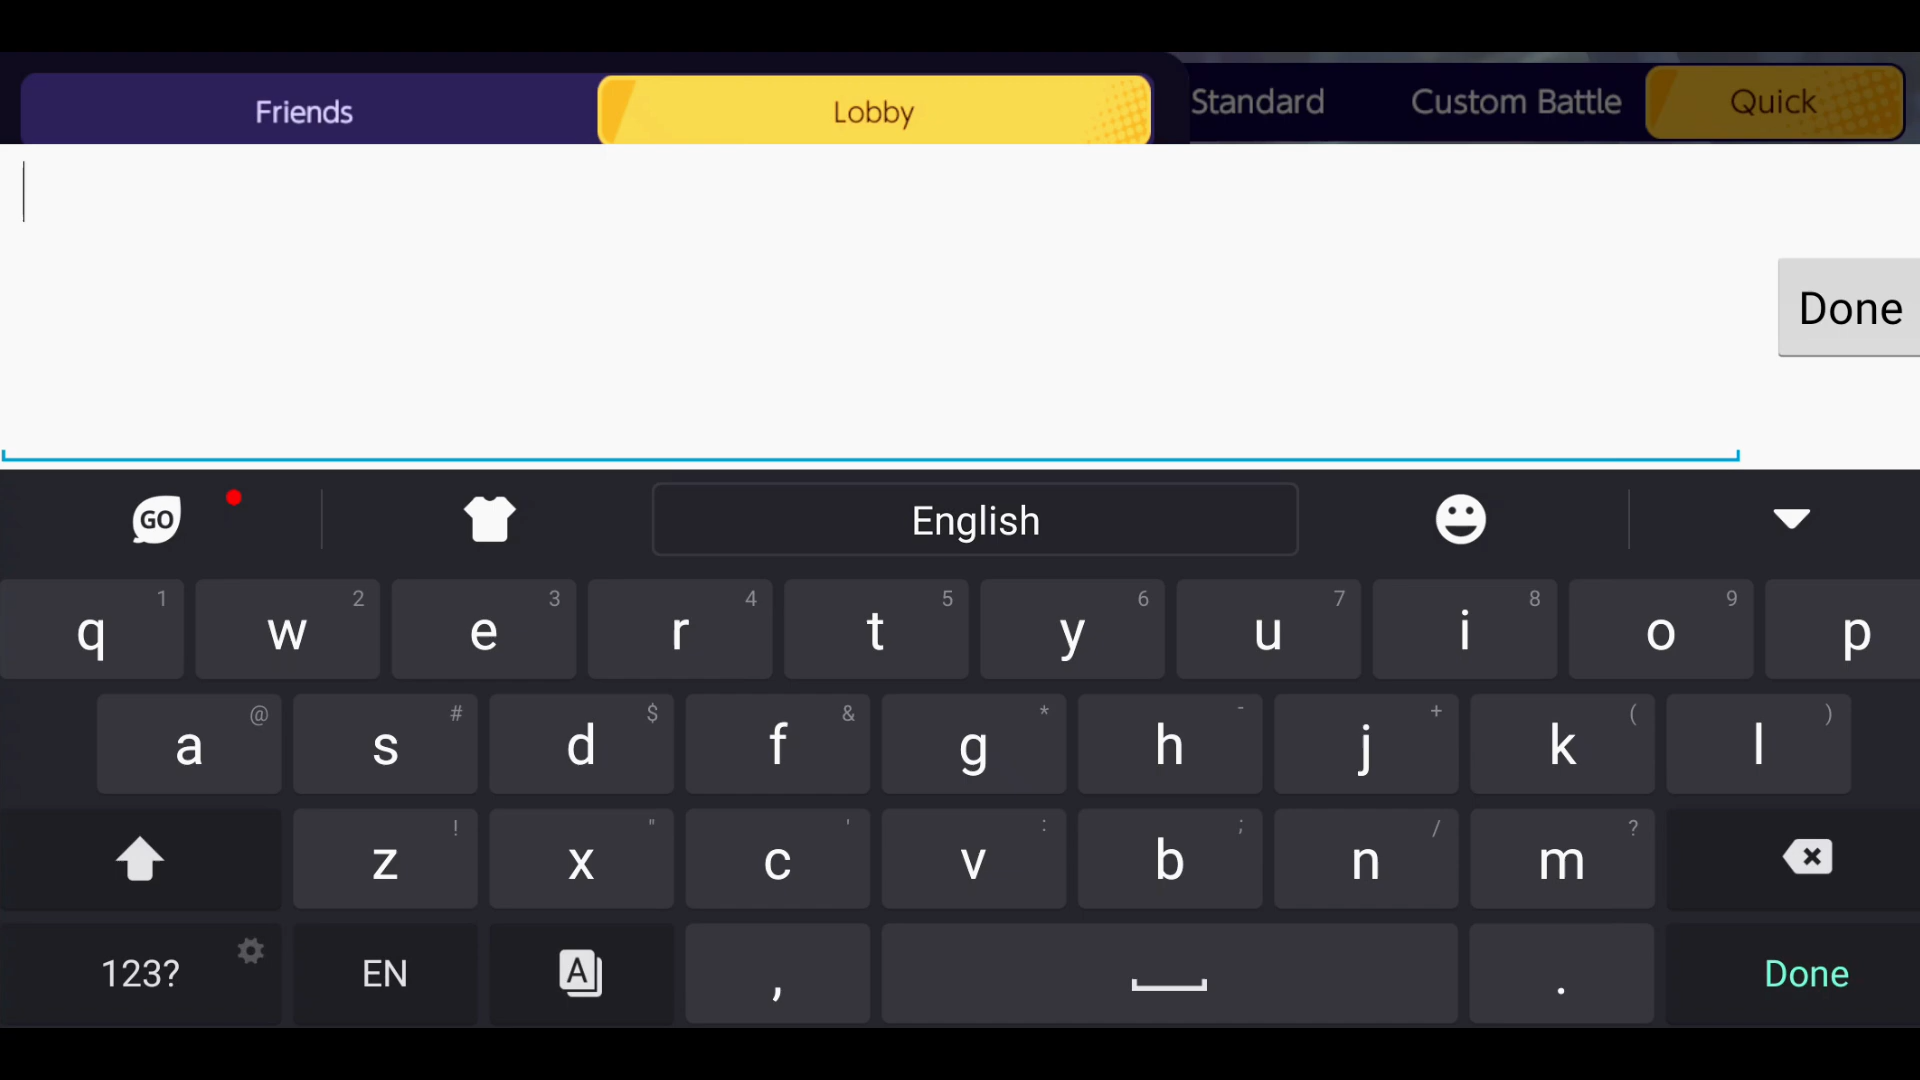 Friends Lobby Standard Custom Battle Quick
Done
GO English
1 2 3 4 5 6 7 8 9
q w e r t y u i o p
@ # $ & * - + ( )
a s d f g h j k l
! " ' : ; / ?
z x c v b n m
123? EN A , . Done